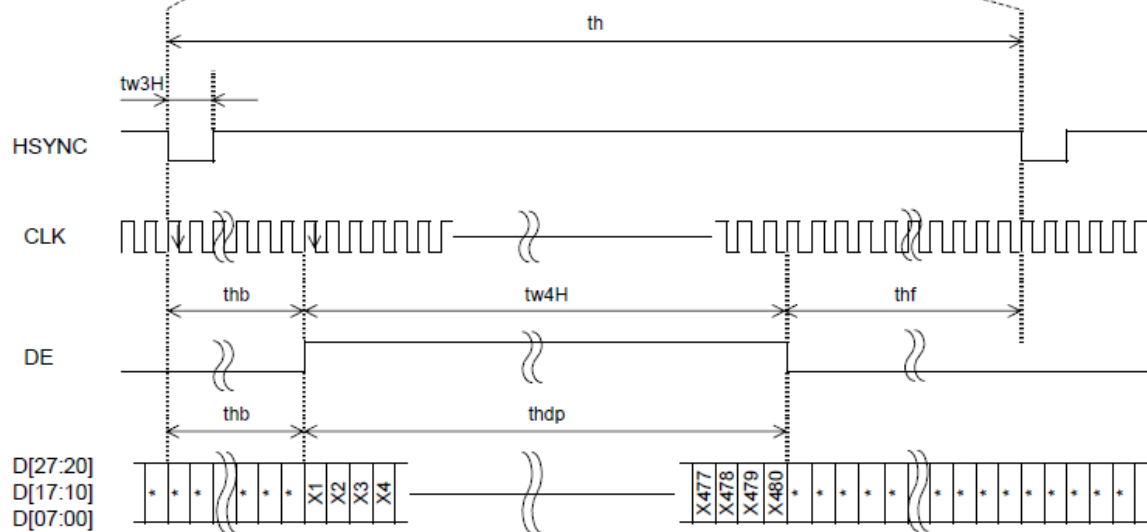 th
tw3H
HSYNC
CLK
thb tw4H thf
DE
thb thdp
D[27:20]
D[17:10] * * * * * * X1 X2 X3 X4 X477 X478 X479 X480 * * * * * * * * * * * * * *
D[07:00]